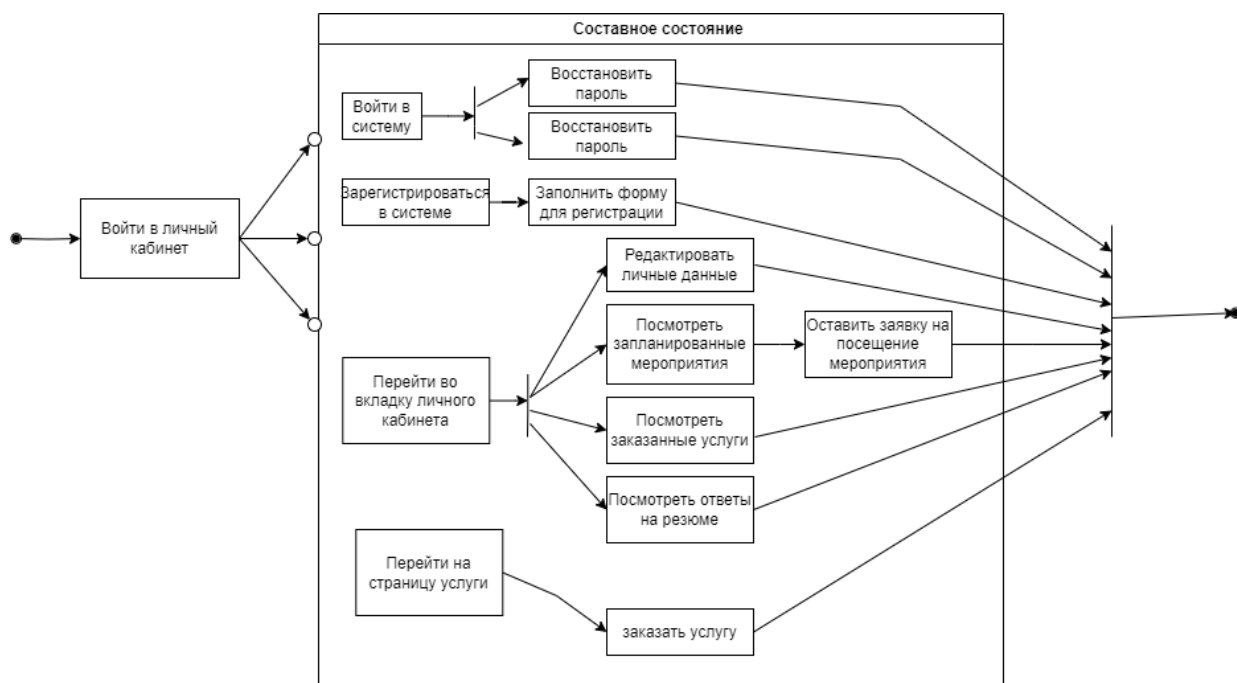 Составное состояние
Войти в личный
кабинет
Войти в
систему
Восстановить
пароль
Восстановить
пароль
Зарегистрироваться
в системе
Заполнить форму
для регистрации
Перейти во
вкладку личного
кабинета
Редактировать
личные данные
Посмотреть
запланированные
мероприятия
Оставить заявку на
посещение
мероприятия
Посмотреть
заказанные услуги
Посмотреть ответы
на резюме
Перейти на
страницу услуги
заказать услугу